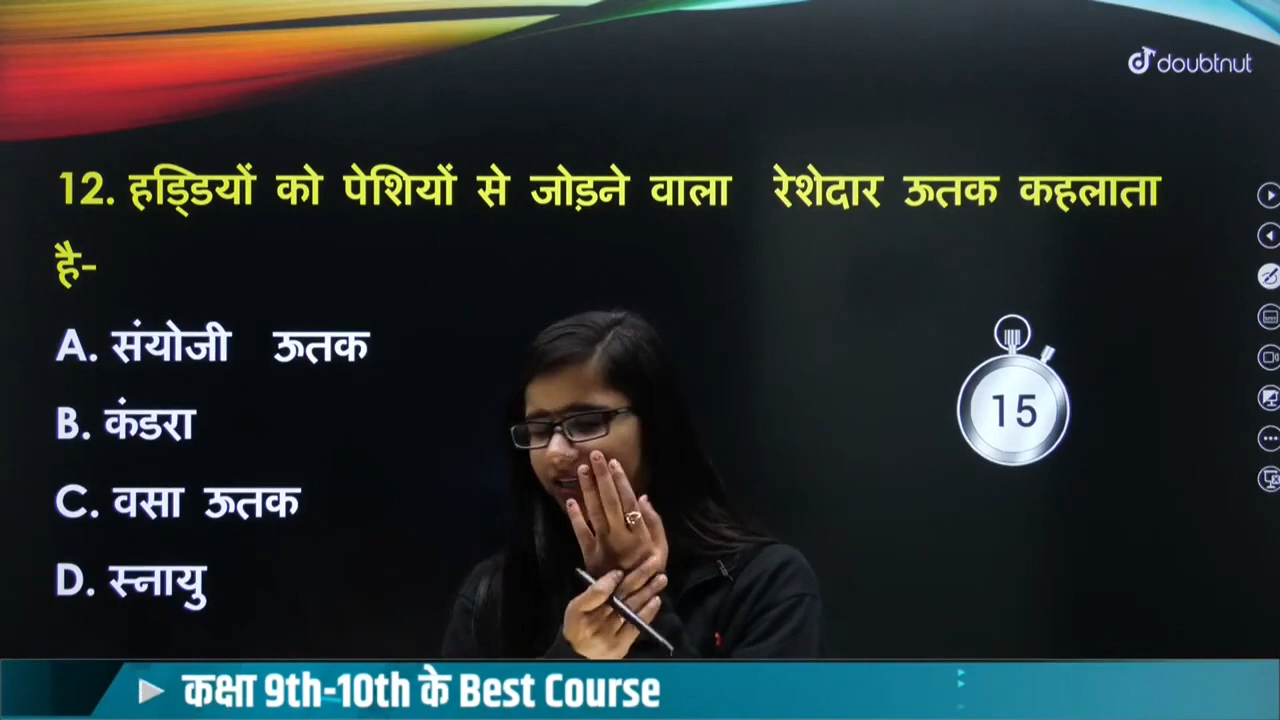 doubtnut
12. हड्डियों को पेशियों से जोड़ने वाला रेशेदार ऊतक कहलाता
है-
A. संयोजी ऊतक
B. कंडरा
C. वसा ऊतक
D. स्नायु
15
कक्षा 9th-10th के Best Course